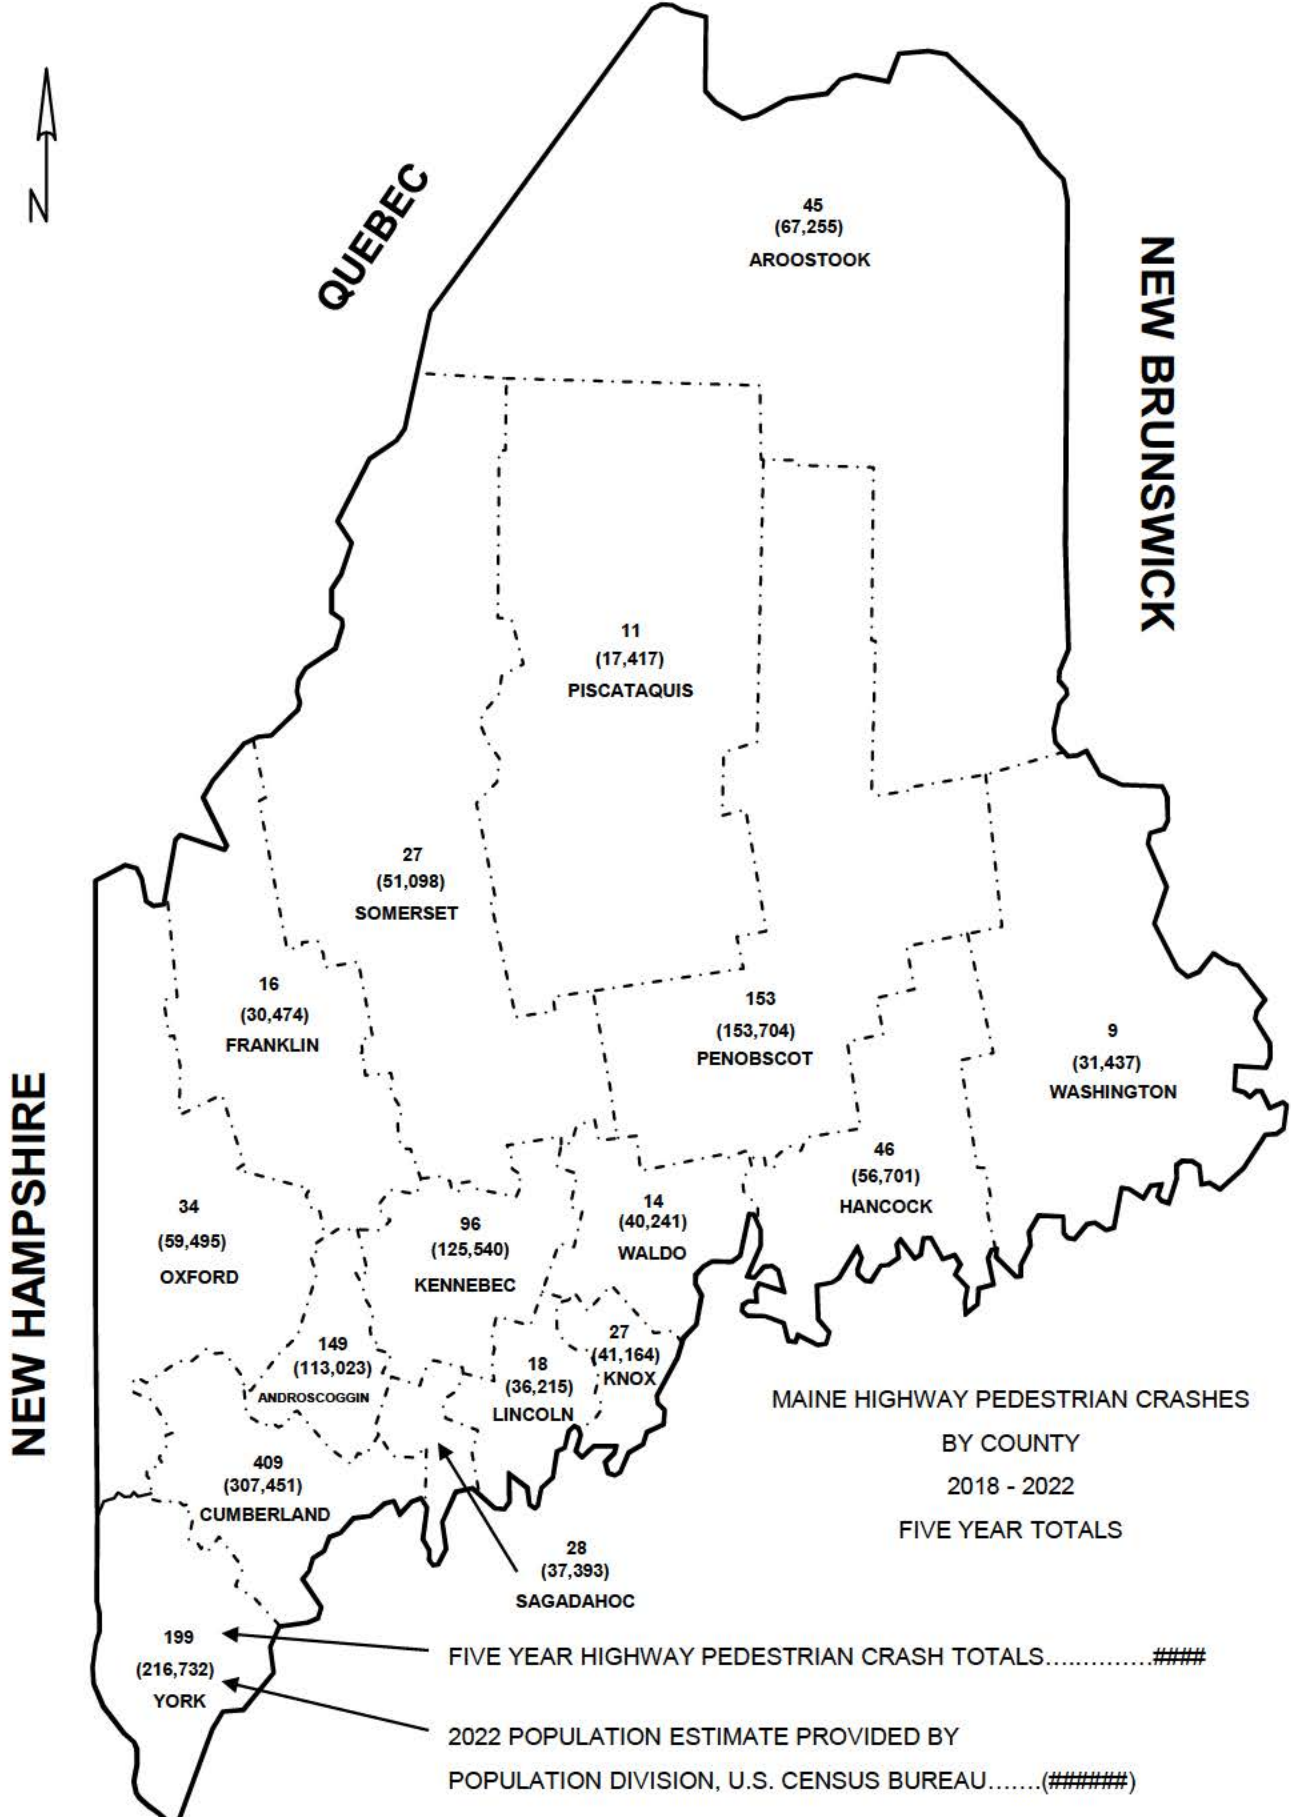 N
QUEBEC
NEW BRUNSWICK
NEW HAMPSHIRE
45
(67,255)
AROOSTOOK
11
(17,417)
PISCATAQUIS
27
(51,098)
SOMERSET
16
(30,474)
FRANKLIN
153
(153,704)
PENOBSCOT
9
(31,437)
WASHINGTON
46
(56,701)
HANCOCK
34
(59,495)
OXFORD
96
(125,540)
KENNEBEC
14
(40,241)
WALDO
149
(113,023)
ANDROSCOGGIN
18
(36,215)
LINCOLN
27
(41,164)
KNOX
409
(307,451)
CUMBERLAND
28
(37,393)
SAGADAHOC
199
(216,732)
YORK
MAINE HIGHWAY PEDESTRIAN CRASHES
BY COUNTY
2018 - 2022
FIVE YEAR TOTALS
FIVE YEAR HIGHWAY PEDESTRIAN CRASH TOTALS..............####
2022 POPULATION ESTIMATE PROVIDED BY
POPULATION DIVISION, U.S. CENSUS BUREAU.......(######)